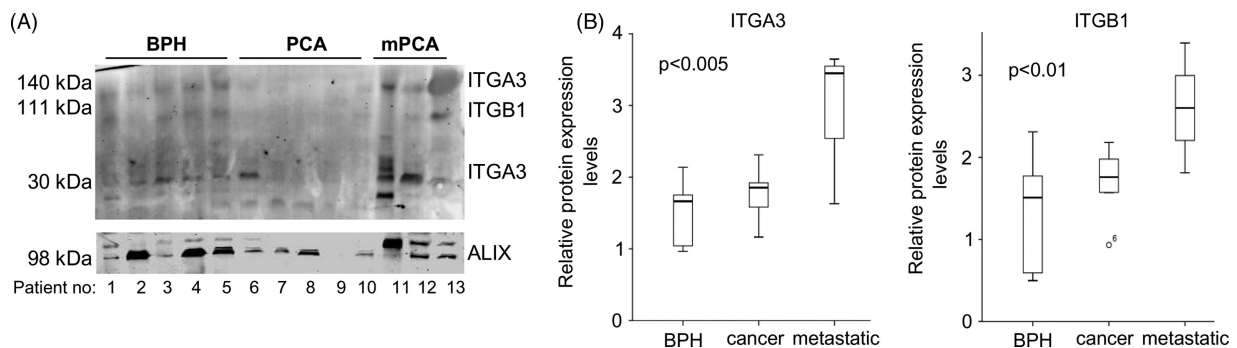 (A)
BPH PCA mPCA
140 kDa ITGA3
111 kDa ITGB1
30 kDa ITGA3
98 kDa ALIX
Patient no: 1 2 3 4 5 6 7 8 9 10 11 12 13
(B)
ITGA3
p<0.005
Relative protein expression
levels
4
3
2
1
0
BPH cancer metastatic
ITGB1
p<0.01
Relative protein expression
levels
3
2
1
0
6
BPH cancer metastatic